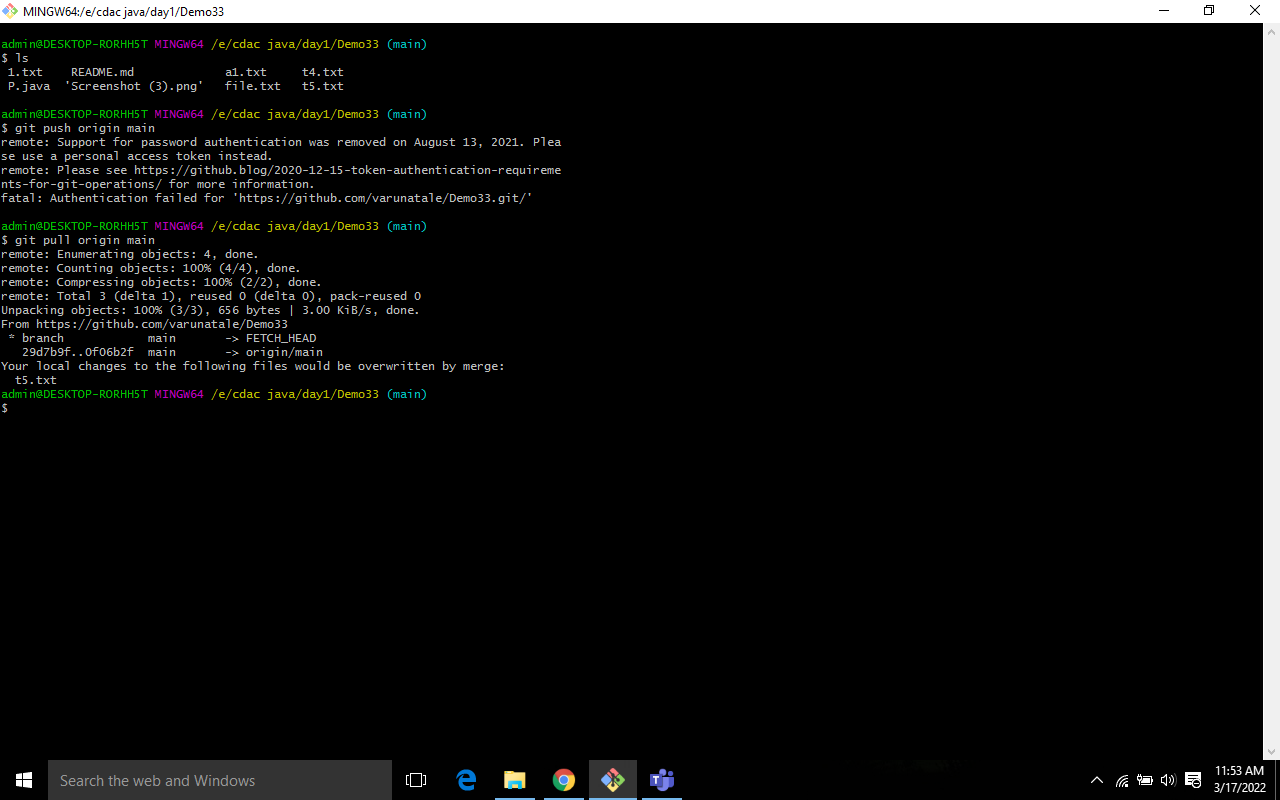 MINGW64:/e/cdac java/day1/Demo33
admin@DESKTOP-RORHH5T MINGW64 /e/cdac java/day1/Demo33 (main)
$ ls
1.txt    README.md             a1.txt     t4.txt
P.java  'Screenshot (3).png'   file.txt   t5.txt
admin@DESKTOP-RORHH5T MINGW64 /e/cdac java/day1/Demo33 (main)
$ git push origin main
remote: Support for password authentication was removed on August 13, 2021. Plea
se use a personal access token instead.
remote: Please see https://github.blog/2020-12-15-token-authentication-requireme
nts-for-git-operations/ for more information.
fatal: Authentication failed for 'https://github.com/varunatale/Demo33.git/'
admin@DESKTOP-RORHH5T MINGW64 /e/cdac java/day1/Demo33 (main)
$ git pull origin main
remote: Enumerating objects: 4, done.
remote: Counting objects: 100% (4/4), done.
remote: Compressing objects: 100% (2/2), done.
remote: Total 3 (delta 1), reused 0 (delta 0), pack-reused 0
Unpacking objects: 100% (3/3), 656 bytes | 3.00 KiB/s, done.
From https://github.com/varunatale/Demo33
 * branch            main       -> FETCH_HEAD
   29d7b9f..0f06b2f  main       -> origin/main
Your local changes to the following files would be overwritten by merge:
  t5.txt
admin@DESKTOP-RORHH5T MINGW64 /e/cdac java/day1/Demo33 (main)
$
Search the web and Windows
11:53 AM
3/17/2022